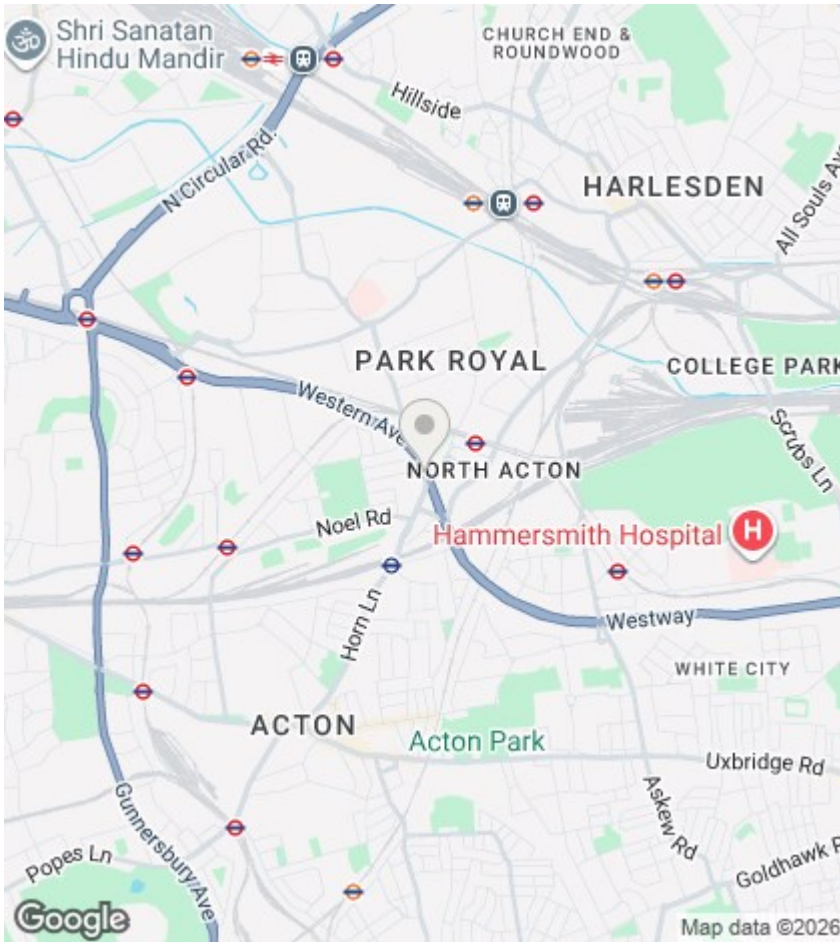 Shri Sanatan
Hindu Mandir
CHURCH END &
ROUNDWOOD
Hillside
N Circular Rd.
HARLESDEN
All Souls Av
PARK ROYAL
COLLEGE PARK
Western Ave
Scrubs Ln
NORTH ACTON
Noel Rd
Hammersmith Hospital
H
Horn Ln
Westway
WHITE CITY
ACTON
Acton Park
Uxbridge Rd
Gunnersbury Ave
Askew Rd
Popes Ln
Goldhawk
Google
Map data ©2026